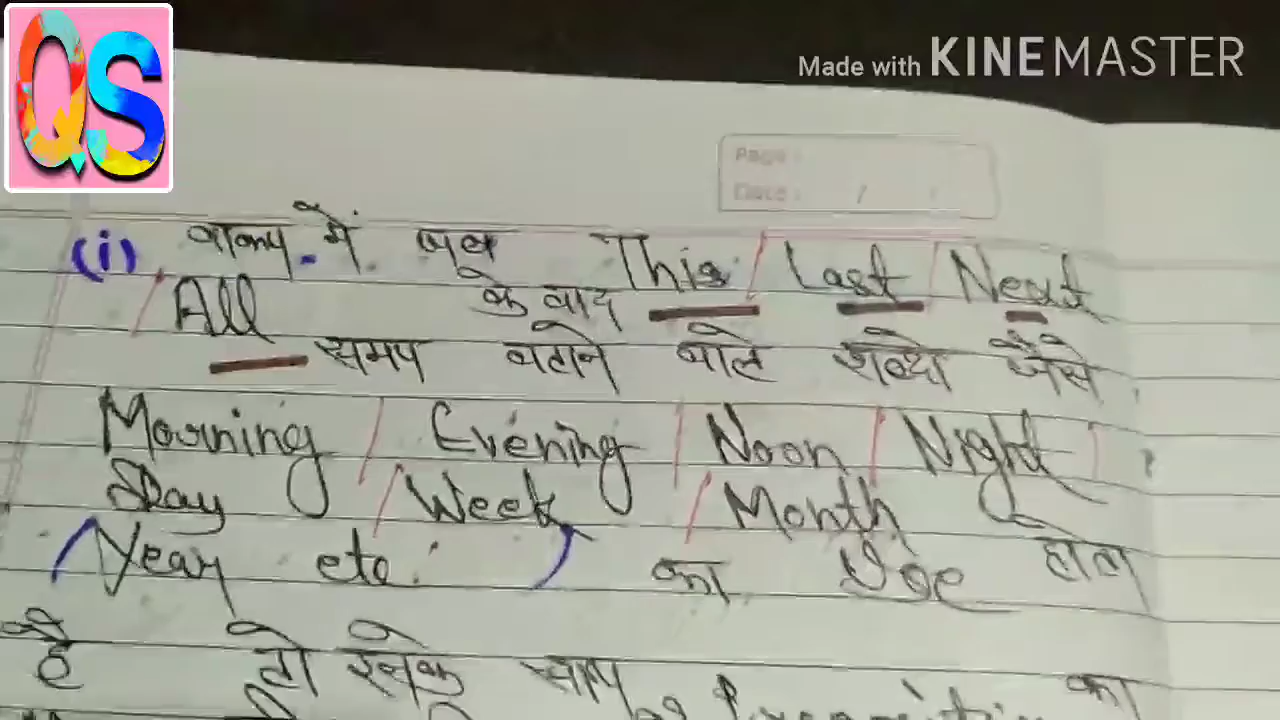 QS
Made with KINEMASTER
Page :
Date : / /
(i) वाक्य में जब This / Last / Next
/ All के बाद
समय बताने वाले शब्दो जैसे
Morning / Evening / Noon / Night /
Day / Week / Month
(Year etc.) का Use होता
है तो इसके साथ का